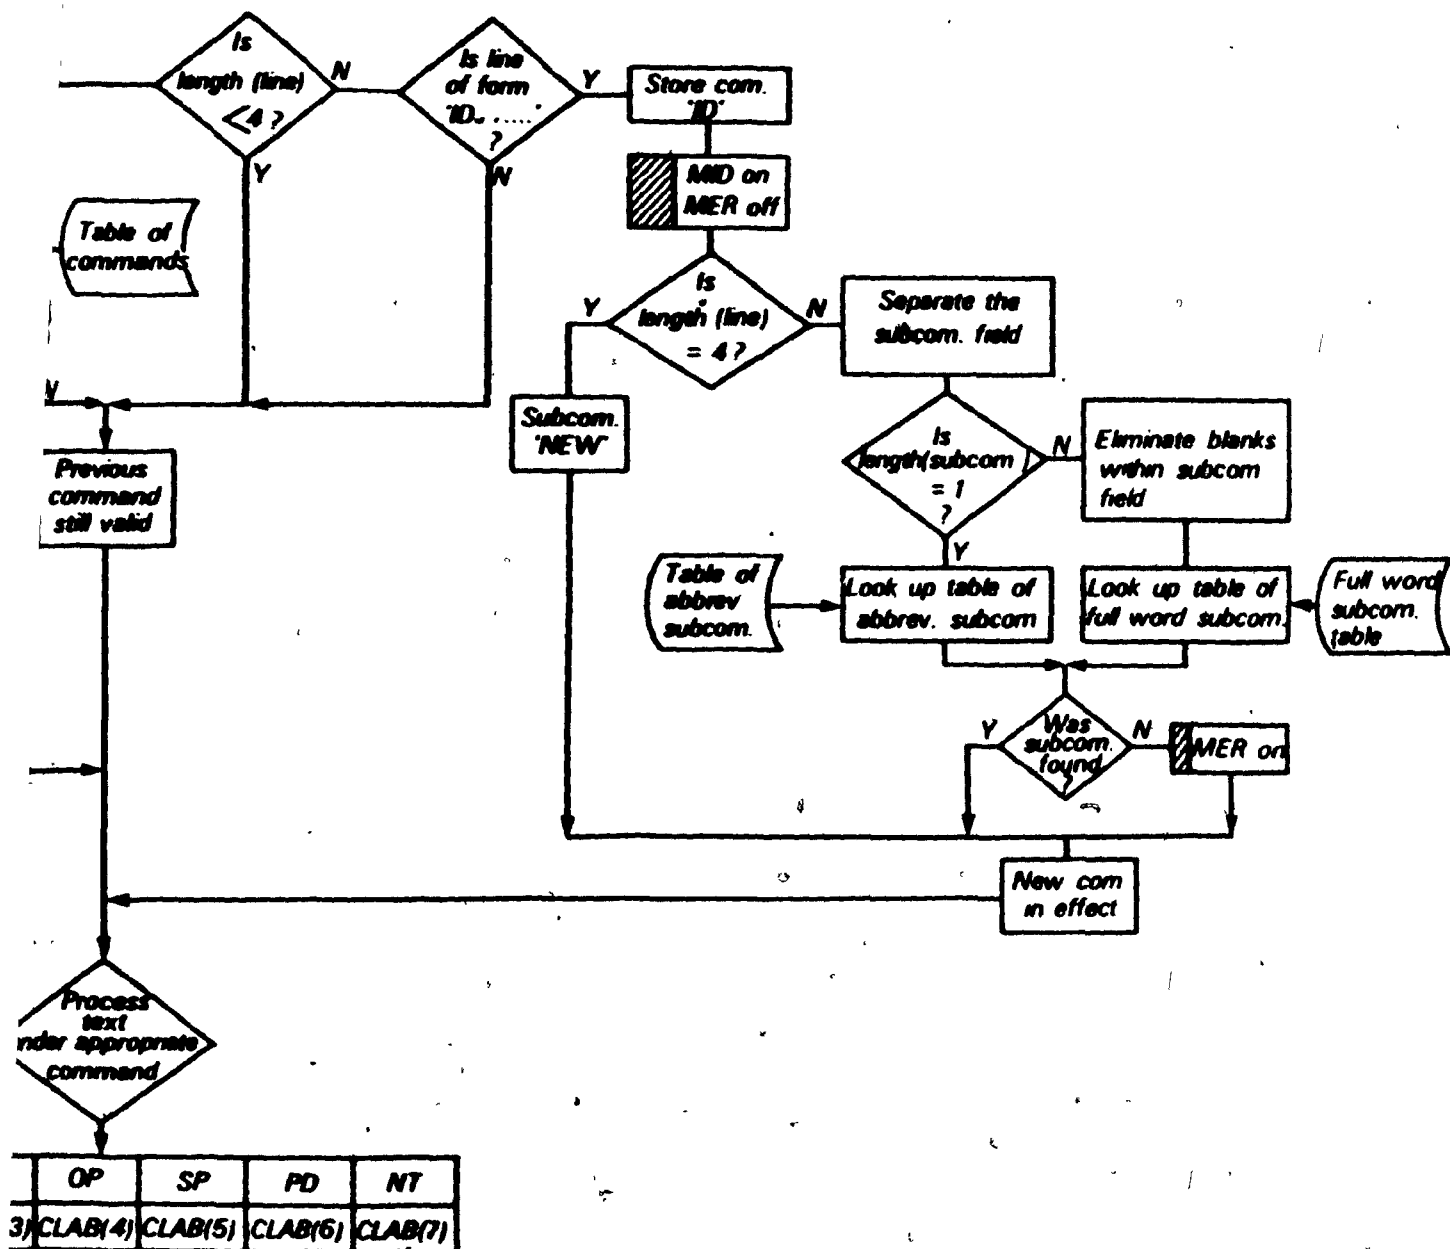 Is
length (line)
<4 ?
N
Y
Is line
of form
'ID. .....'
?
Y
N
Store com.
'ID'
MID on
MER off
Table of
commands
Is
length (line)
= 4 ?
Y
N
Separate the
subcom. field
Subcom.
'NEW'
Is
length(subcom)
= 1
?
N
Y
Eliminate blanks
within subcom
field
Previous
command
still valid
Table of
abbrev
subcom.
Look up table of
abbrev. subcom
Look up table of
full word subcom.
Full word
subcom.
table
Was
subcom.
found
?
Y
N
MER on
New com
in effect
Process
text
nder appropriate
command
OP SP PD NT
3) CLAB(4) CLAB(5) CLAB(6) CLAB(7)